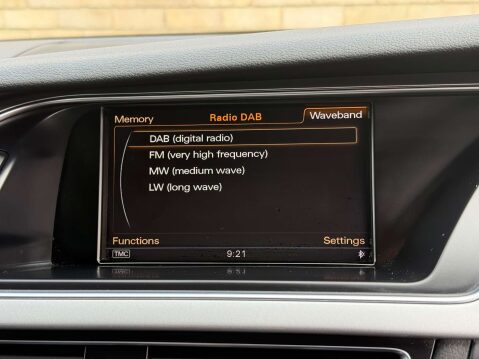 Memory Radio DAB Waveband
DAB (digital radio)
FM (very high frequency)
MW (medium wave)
LW (long wave)
Functions Settings
TMC 9:21